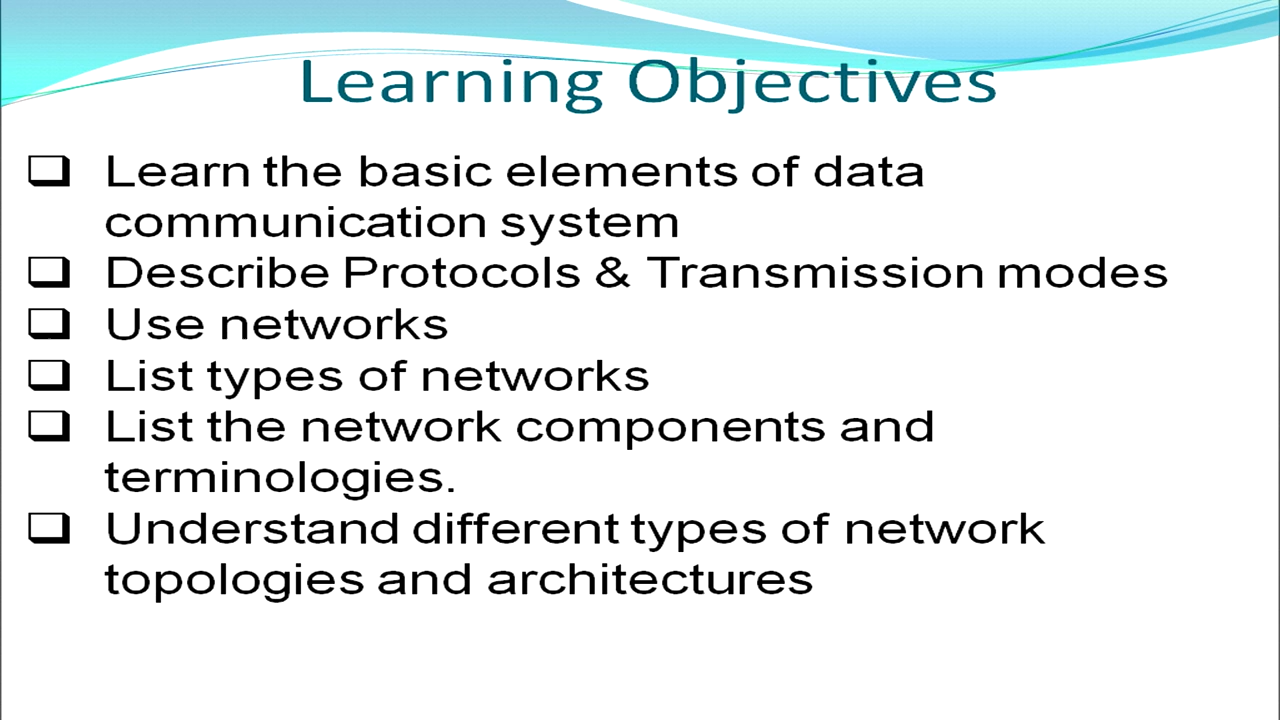 Learning Objectives
❑ Learn the basic elements of data
communication system
❑ Describe Protocols & Transmission modes
❑ Use networks
❑ List types of networks
❑ List the network components and
terminologies.
❑ Understand different types of network
topologies and architectures